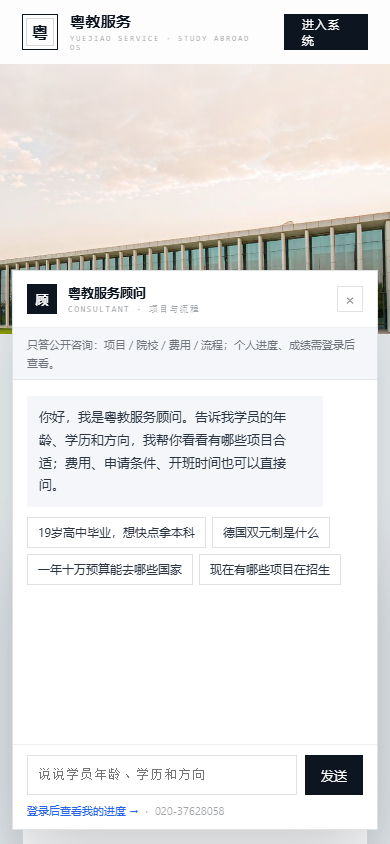 粤
粤教服务
YUEJIAO SERVICE · STUDY ABROAD
OS
进入系
统
顾
粤教服务顾问
CONSULTANT · 项目与流程
×
只答公开咨询：项目 / 院校 / 费用 / 流程；个人进度、成绩需登录后
查看。
你好，我是粤教服务顾问。告诉我学员的年
龄、学历和方向，我帮你看看有哪些项目合
适；费用、申请条件、开班时间也可以直接
问。
19岁高中毕业，想快点拿本科
德国双元制是什么
一年十万预算能去哪些国家
现在有哪些项目在招生
说说学员年龄、学历和方向
发送
登录后查看我的进度 → · 020-37628058